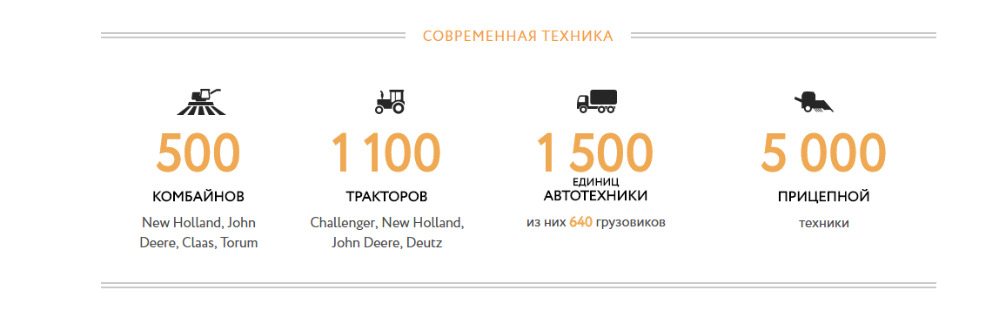 СОВРЕМЕННАЯ ТЕХНИКА
500
КОМБАЙНОВ
New Holland, John
Deere, Claas, Torum
1 100
ТРАКТОРОВ
Challenger, New Holland,
John Deere, Deutz
1 500
ЕДИНИЦ
АВТОТЕХНИКИ
из них 640 грузовиков
5 000
ПРИЦЕПНОЙ
техники